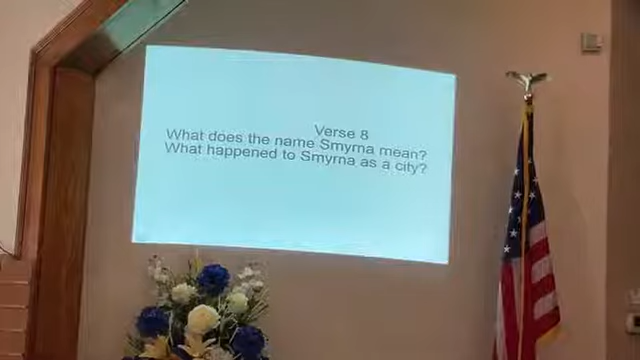 Verse 8
What does the name Smyrna mean?
What happened to Smyrna as a city?